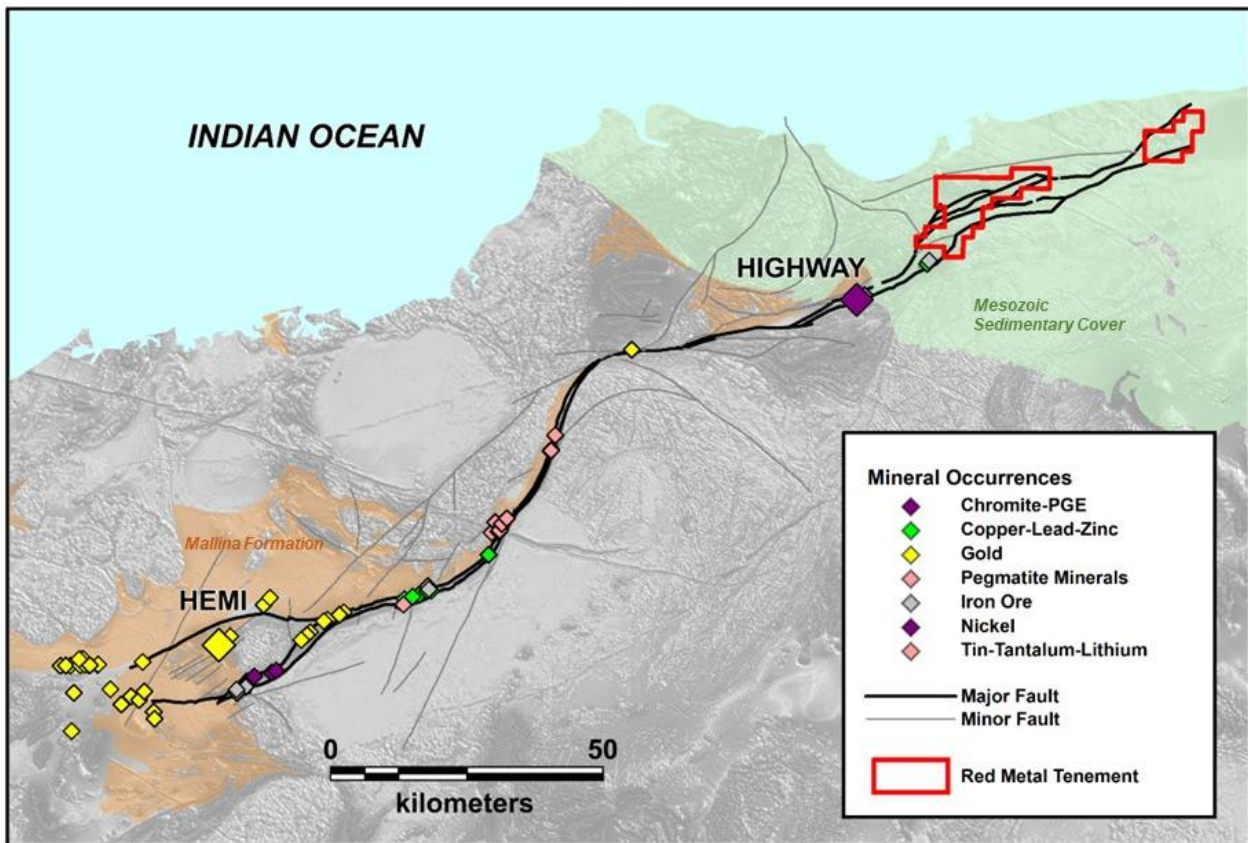 INDIAN OCEAN
HIGHWAY
Mesozoic
Sedimentary Cover
Mallina Formation
HEMI
0 50
kilometers
Mineral Occurrences
Chromite-PGE
Copper-Lead-Zinc
Gold
Pegmatite Minerals
Iron Ore
Nickel
Tin-Tantalum-Lithium
Major Fault
Minor Fault
Red Metal Tenement